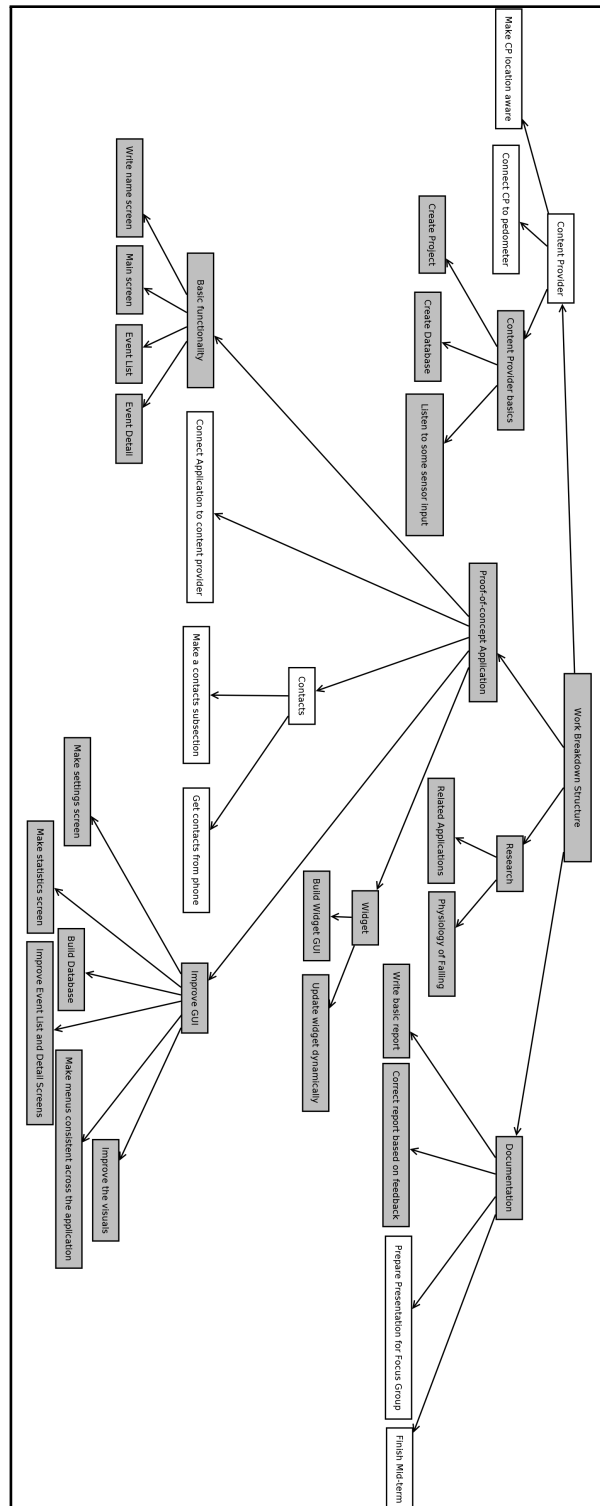 Work Breakdown Structure
Content Provider
Proof-of-concept Application
Research
Documentation
Make CP location aware
Connect CP to pedometer
Content Provider basics
Create Project
Create Database
Listen to some sensor input
Related Applications
Physiology of Falling
Write basic report
Correct report based on feedback
Prepare Presentation for Focus Group
Finish Mid-term
Basic functionality
Connect Application to content provider
Contacts
Widget
Improve GUI
Write name screen
Main screen
Event List
Event Detail
Make a contacts subsection
Get contacts from phone
Build Widget GUI
Update widget dynamically
Make settings screen
Make statistics screen
Build Database
Improve Event List and Detail Screens
Make menus consistent across the application
Improve the visuals